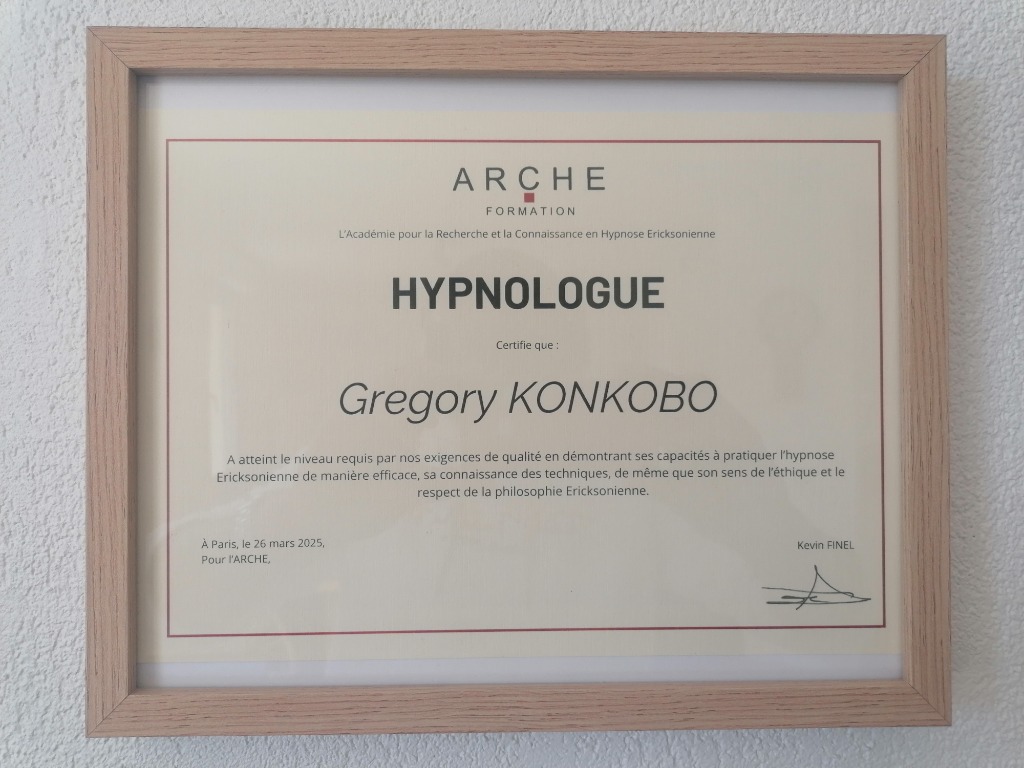 ARCHE
FORMATION
L'Académie pour la Recherche et la Connaissance en Hypnose Ericksonienne
HYPNOLOGUE
Certifie que :
Gregory KONKOBO
A atteint le niveau requis par nos exigences de qualité en démontrant ses capacités à pratiquer l'hypnose
Ericksonienne de manière efficace, sa connaissance des techniques, de même que son sens de l'éthique et le
respect de la philosophie Ericksonienne.
À Paris, le 26 mars 2025,
Pour l'ARCHE,
Kevin FINEL